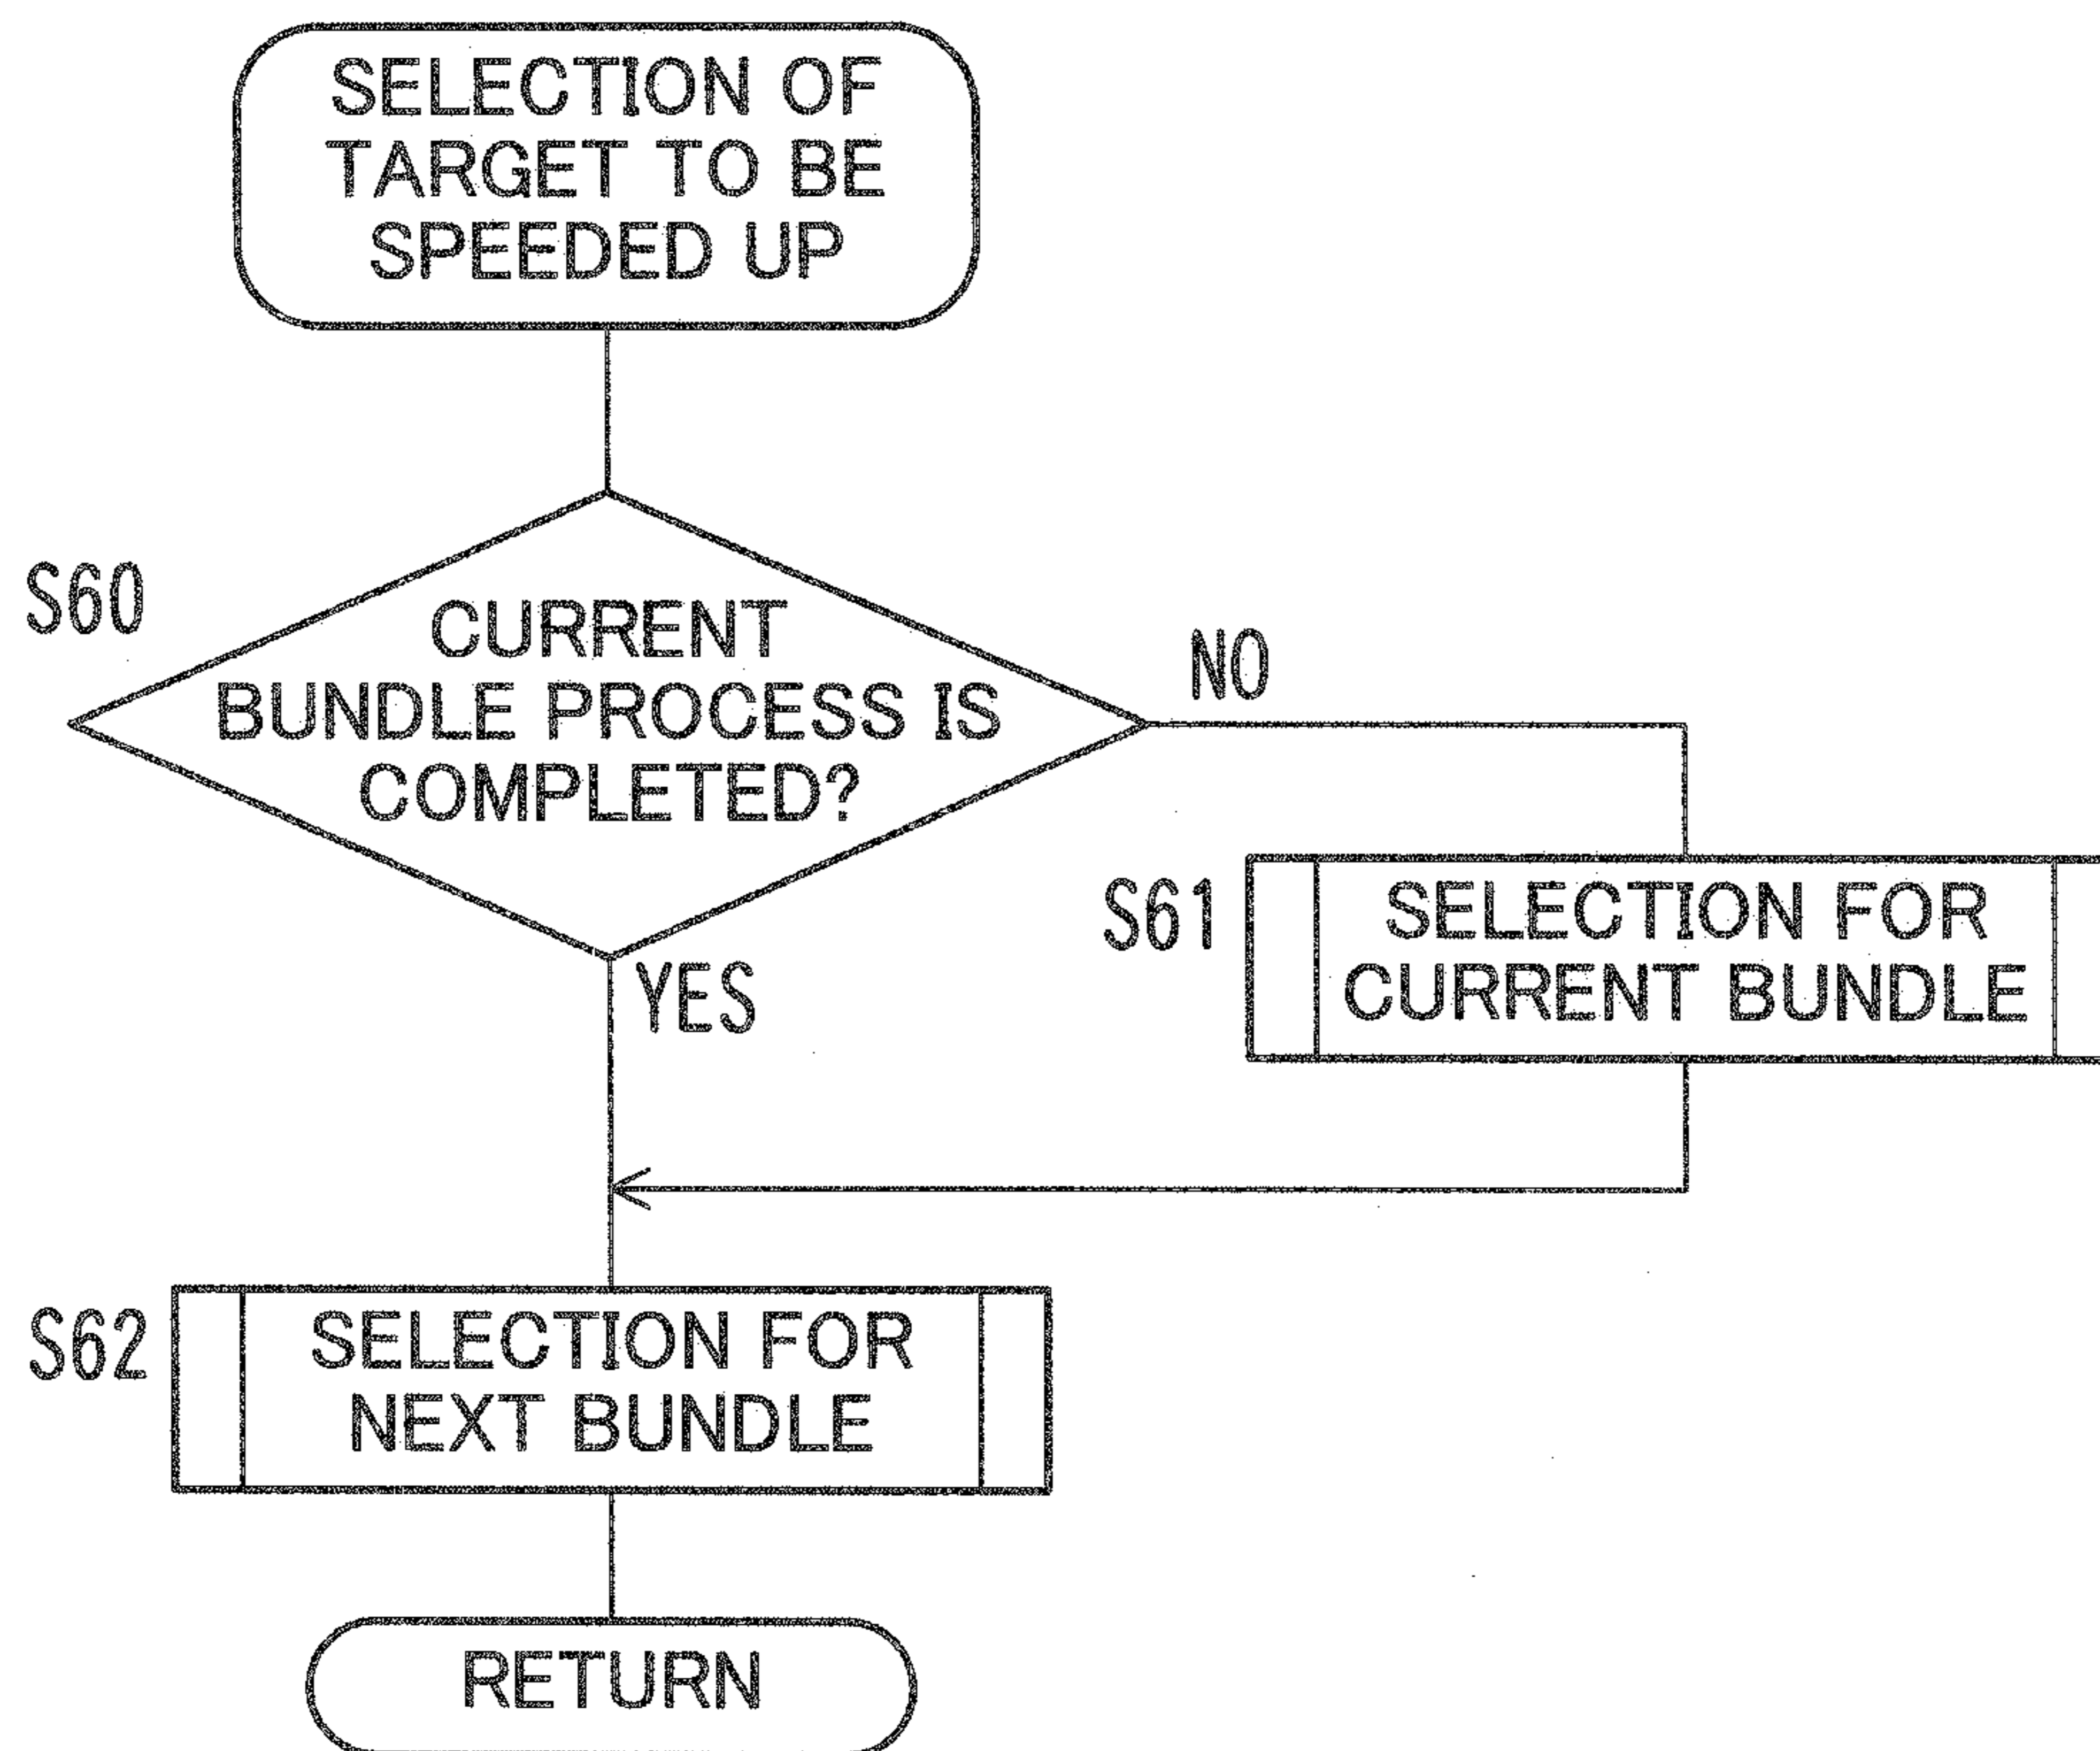 SELECTION OF
TARGET TO BE
SPEEDED UP
S60
CURRENT
BUNDLE PROCESS IS
COMPLETED?
NO
YES
S61
SELECTION FOR
CURRENT BUNDLE
S62
SELECTION FOR
NEXT BUNDLE
RETURN